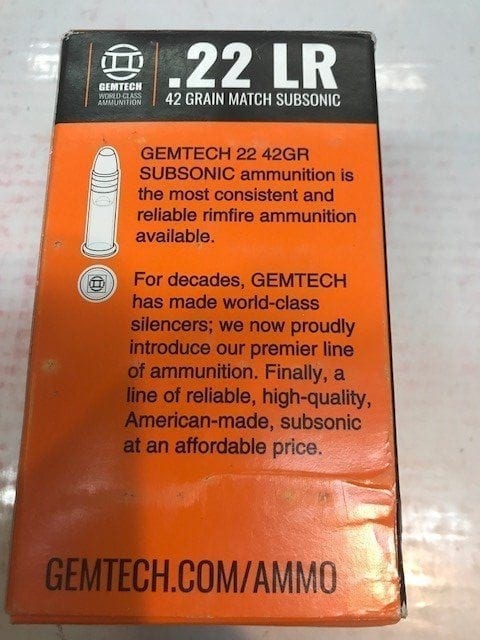 GEMTECH
WORLD-CLASS
AMMUNITION
.22 LR
42 GRAIN MATCH SUBSONIC
GEMTECH 22 42GR
SUBSONIC ammunition is
the most consistent and
reliable rimfire ammunition
available.
For decades, GEMTECH
has made world-class
silencers; we now proudly
introduce our premier line
of ammunition. Finally, a
line of reliable, high-quality,
American-made, subsonic
at an affordable price.
GEMTECH.COM/AMMO